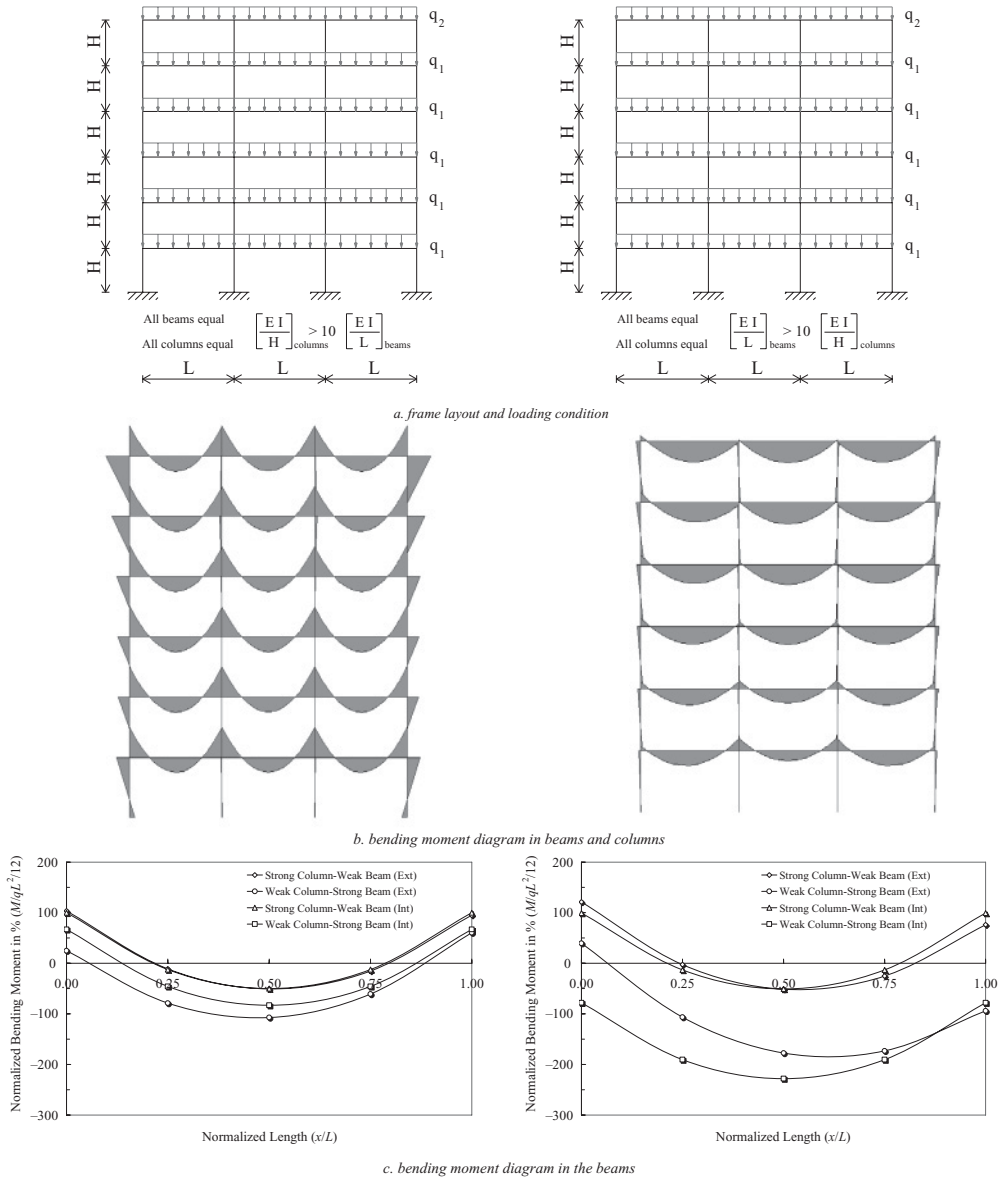 q2
H
q1
H
q1
H
q1
H
q1
H
q1
H
All beams equal
All columns equal
[E I / H] columns > 10 [E I / L] beams
L L L
q2
H
q1
H
q1
H
q1
H
q1
H
q1
H
All beams equal
All columns equal
[E I / L] beams > 10 [E I / H] columns
L L L
a. frame layout and loading condition
b. bending moment diagram in beams and columns
Normalized Bending Moment in % (M/qL²/12)
200
100
0
–100
–200
–300
0.00 0.25 0.50 0.75 1.00
Strong Column-Weak Beam (Ext)
Weak Column-Strong Beam (Ext)
Strong Column-Weak Beam (Int)
Weak Column-Strong Beam (Int)
Normalized Length (x/L)
Normalized Bending Moment in % (M/qL²/12)
200
100
0
–100
–200
–300
0.00 0.25 0.50 0.75 1.00
Strong Column-Weak Beam (Ext)
Weak Column-Strong Beam (Ext)
Strong Column-Weak Beam (Int)
Weak Column-Strong Beam (Int)
Normalized Length (x/L)
c. bending moment diagram in the beams